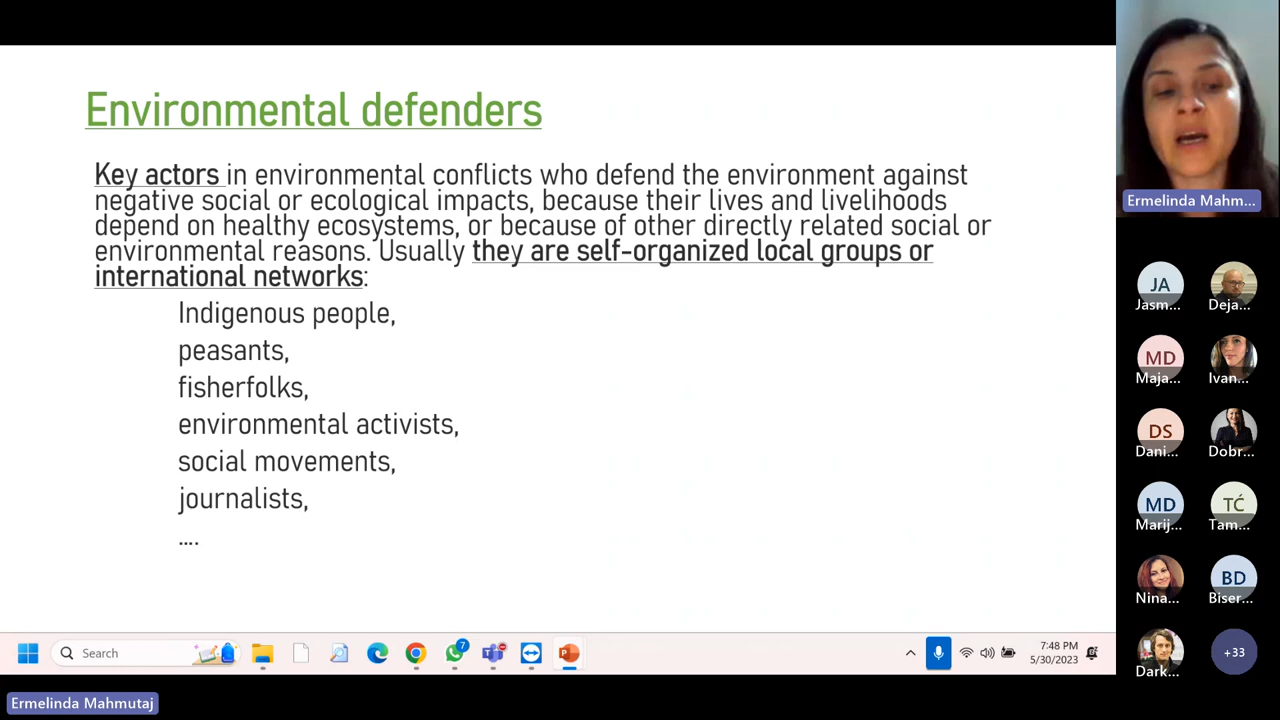 Environmental defenders
Key actors in environmental conflicts who defend the environment against
negative social or ecological impacts, because their lives and livelihoods
depend on healthy ecosystems, or because of other directly related social or
environmental reasons. Usually they are self-organized local groups or
international networks:
Indigenous people,
peasants,
fisherfolks,
environmental activists,
social movements,
journalists,
....
Ermelinda Mahm...
JA
Jasm...
Deja...
MD
Maja...
Ivan...
DS
Dani...
Dobr...
MD
Marij...
TĆ
Tam...
Nina...
BD
Biser...
Dark...
+33
Search
7
7:48 PM
5/30/2023
Ermelinda Mahmutaj